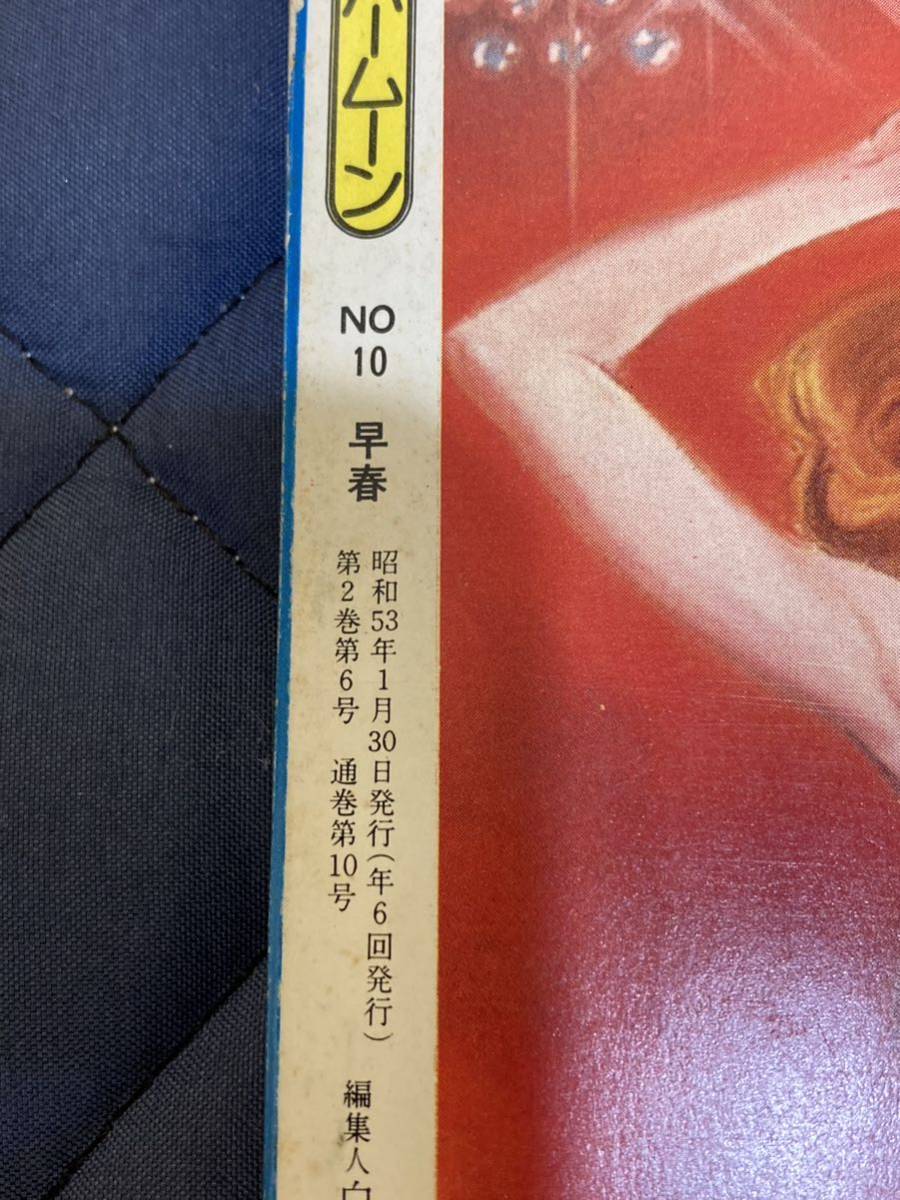 ームーン
NO
10
早春
昭和53年1月30日発行(年6回発行)
第2巻第6号 通巻第10号
編集人